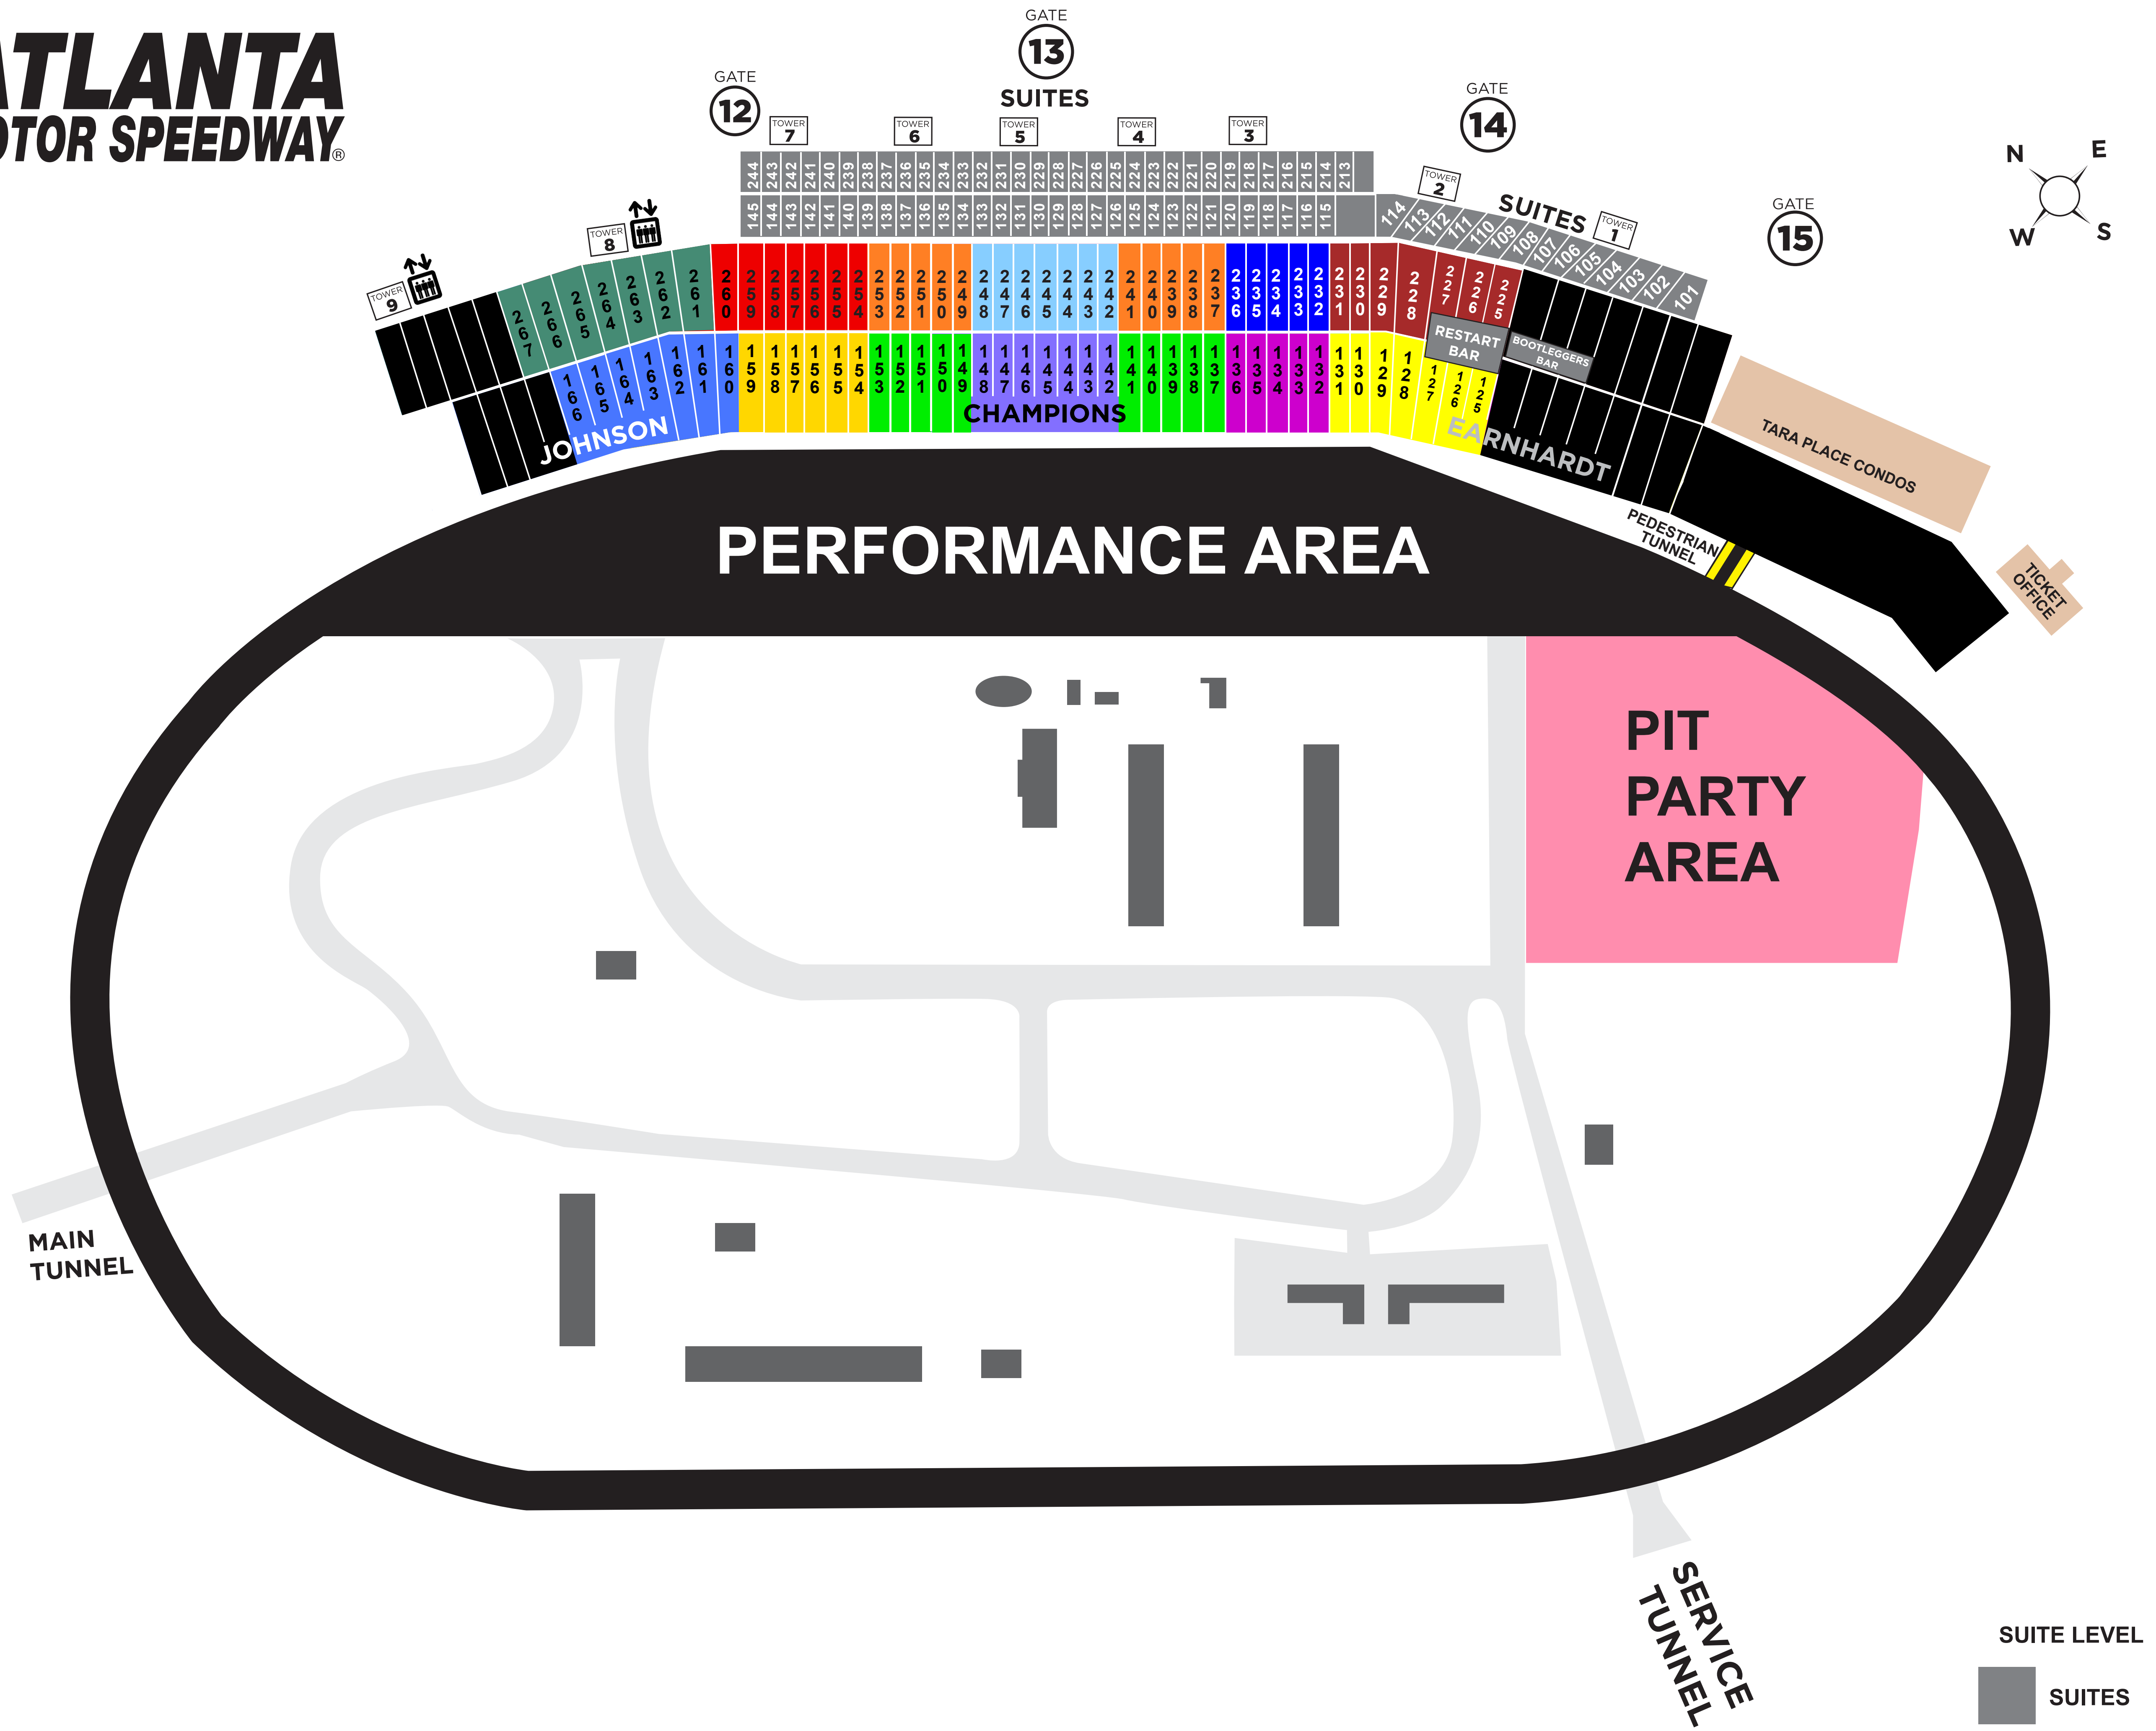 ATLANTA
MOTOR SPEEDWAY®
GATE
13
SUITES
GATE
12
GATE
14
GATE
15
N
E
W
S
TOWER
9
TOWER
8
TOWER
7
TOWER
6
TOWER
5
TOWER
4
TOWER
3
TOWER
2
SUITES
TOWER
1
244 243 242 241 240 239 238 237 236 235 234 233 232 231 230 229 228 227 226 225 224 223 222 221 220 219 218 217 216 215 214 213
145 144 143 142 141 140 139 138 137 136 135 134 133 132 131 130 129 128 127 126 125 124 123 122 121 120 119 118 117 116 115 114 113 112 111 110 109 108 107 106 105 104 103 102 101
267 266 265 264 263 262 261 260 259 258 257 256 255 254 253 252 251 250 249 248 247 246 245 244 243 242 241 240 239 238 237 236 235 234 233 232 231 230 229 228 227 226 225
RESTART
BAR
BOOTLEGGERS
BAR
166 165 164 163 162 161 160 159 158 157 156 155 154 153 152 151 150 149 148 147 146 145 144 143 142 141 140 139 138 137 136 135 134 133 132 131 130 129 128 127 126 125
JOHNSON
CHAMPIONS
EARNHARDT
TARA PLACE CONDOS
PEDESTRIAN
TUNNEL
TICKET
OFFICE
PERFORMANCE AREA
PIT
PARTY
AREA
MAIN
TUNNEL
SERVICE
TUNNEL
SUITE LEVEL
SUITES